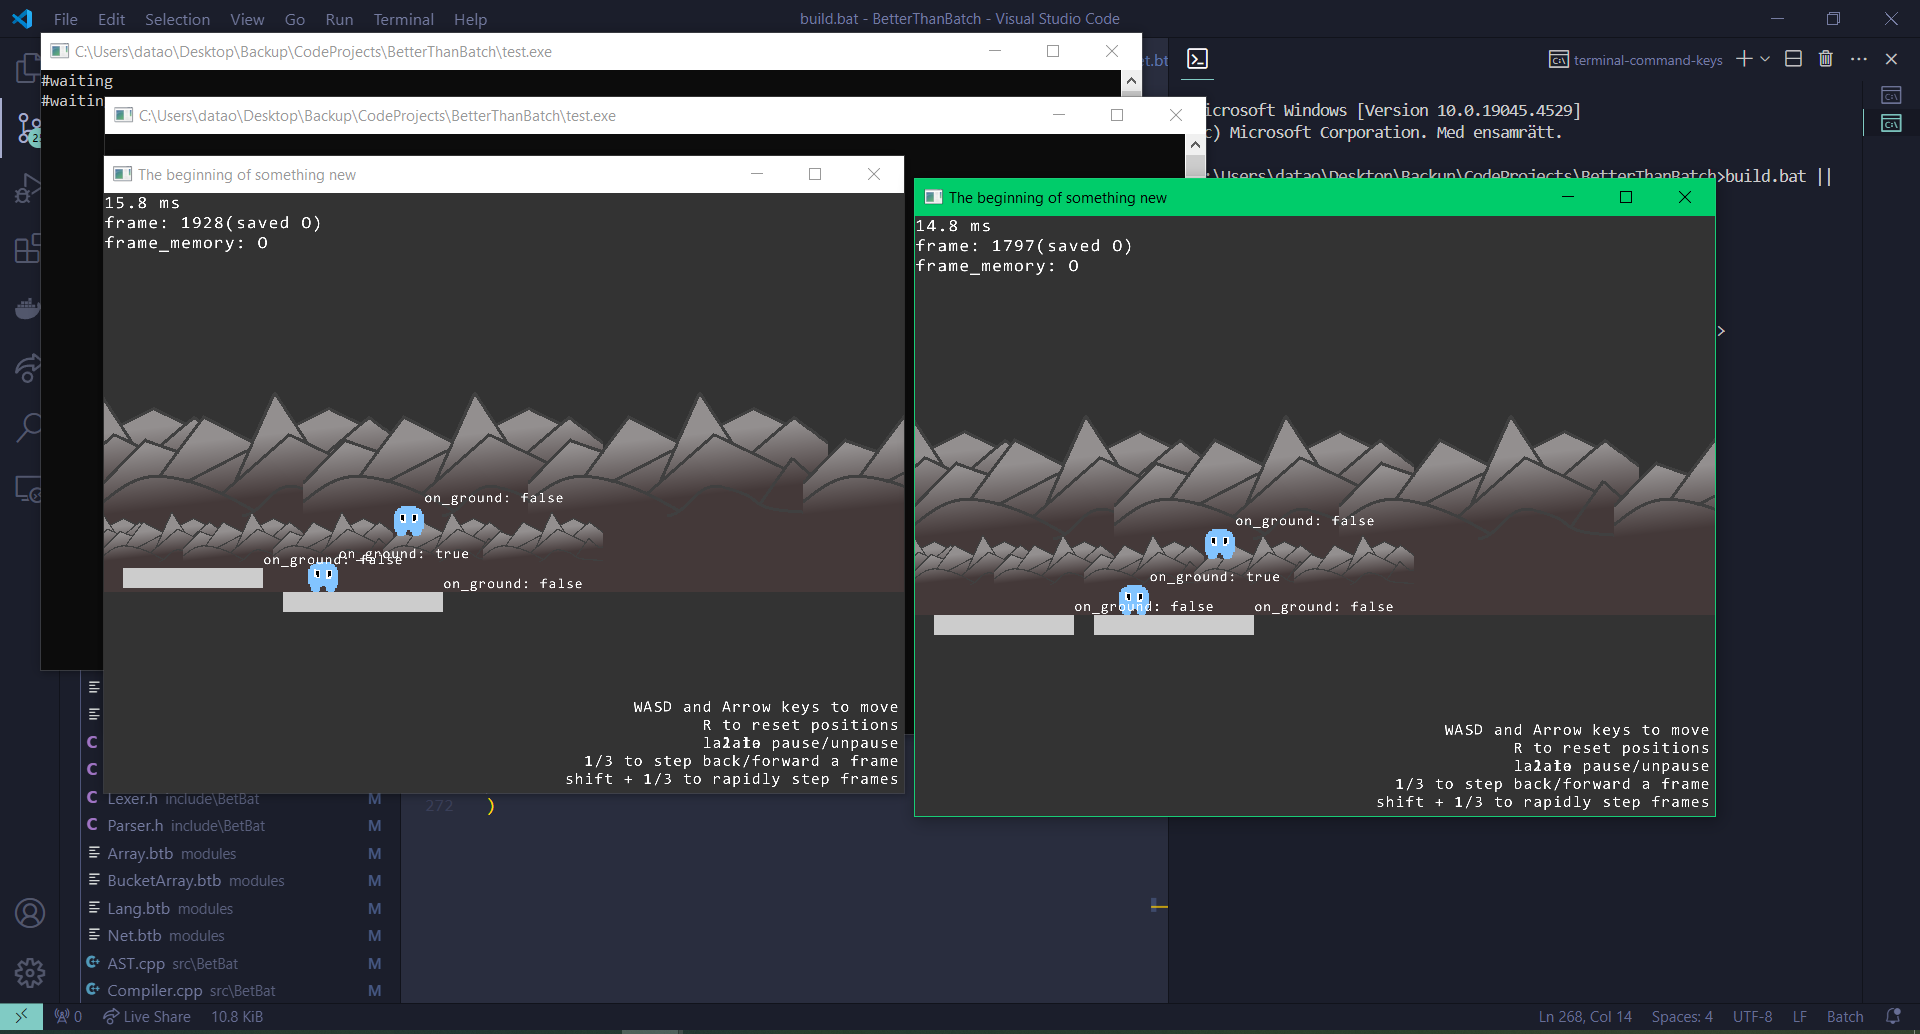 File Edit Selection View Go Run Terminal Help
build.bat - BetterThanBatch - Visual Studio Code
C:\Users\datao\Desktop\Backup\CodeProjects\BetterThanBatch\test.exe
#waiting
#waitin
C:\Users\datao\Desktop\Backup\CodeProjects\BetterThanBatch\test.exe
The beginning of something new
15.8 ms
frame: 1928(saved 0)
frame_memory: 0
on_ground: false
on_ground: true
on_ground: false
on_ground: false
WASD and Arrow keys to move
R to reset positions
pause/unpause
1/3 to step back/forward a frame
shift + 1/3 to rapidly step frames
The beginning of something new
14.8 ms
frame: 1797(saved 0)
frame_memory: 0
on_ground: false
on_ground: true
on_ground: false
on_ground: false
WASD and Arrow keys to move
R to reset positions
pause/unpause
1/3 to step back/forward a frame
shift + 1/3 to rapidly step frames
et.bt
terminal-command-keys
icrosoft Windows [Version 10.0.19045.4529]
c) Microsoft Corporation. Med ensamrätt.
:\Users\datao\Desktop\Backup\CodeProjects\BetterThanBatch>build.bat ||
>
Lexer.h include\BetBat M
Parser.h include\BetBat M
Array.btb modules M
BucketArray.btb modules M
Lang.btb modules M
Net.btb modules M
AST.cpp src\BetBat M
Compiler.cpp src\BetBat M
272 )
0 Live Share 10.8 KiB
Ln 268, Col 14 Spaces: 4 UTF-8 LF Batch